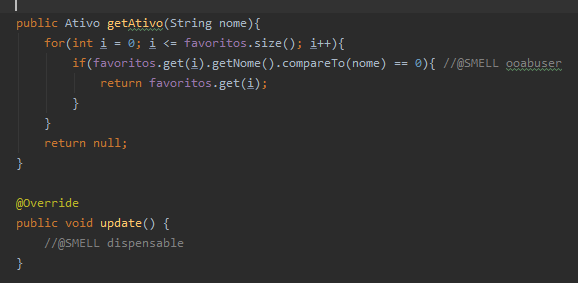 public Ativo getAtivo(String nome){
    for(int i = 0; i <= favoritos.size(); i++){
        if(favoritos.get(i).getNome().compareTo(nome) == 0){ //@SMELL ooabuser
            return favoritos.get(i);
        }
    }
    return null;
}

@Override
public void update() {
    //@SMELL dispensable
}